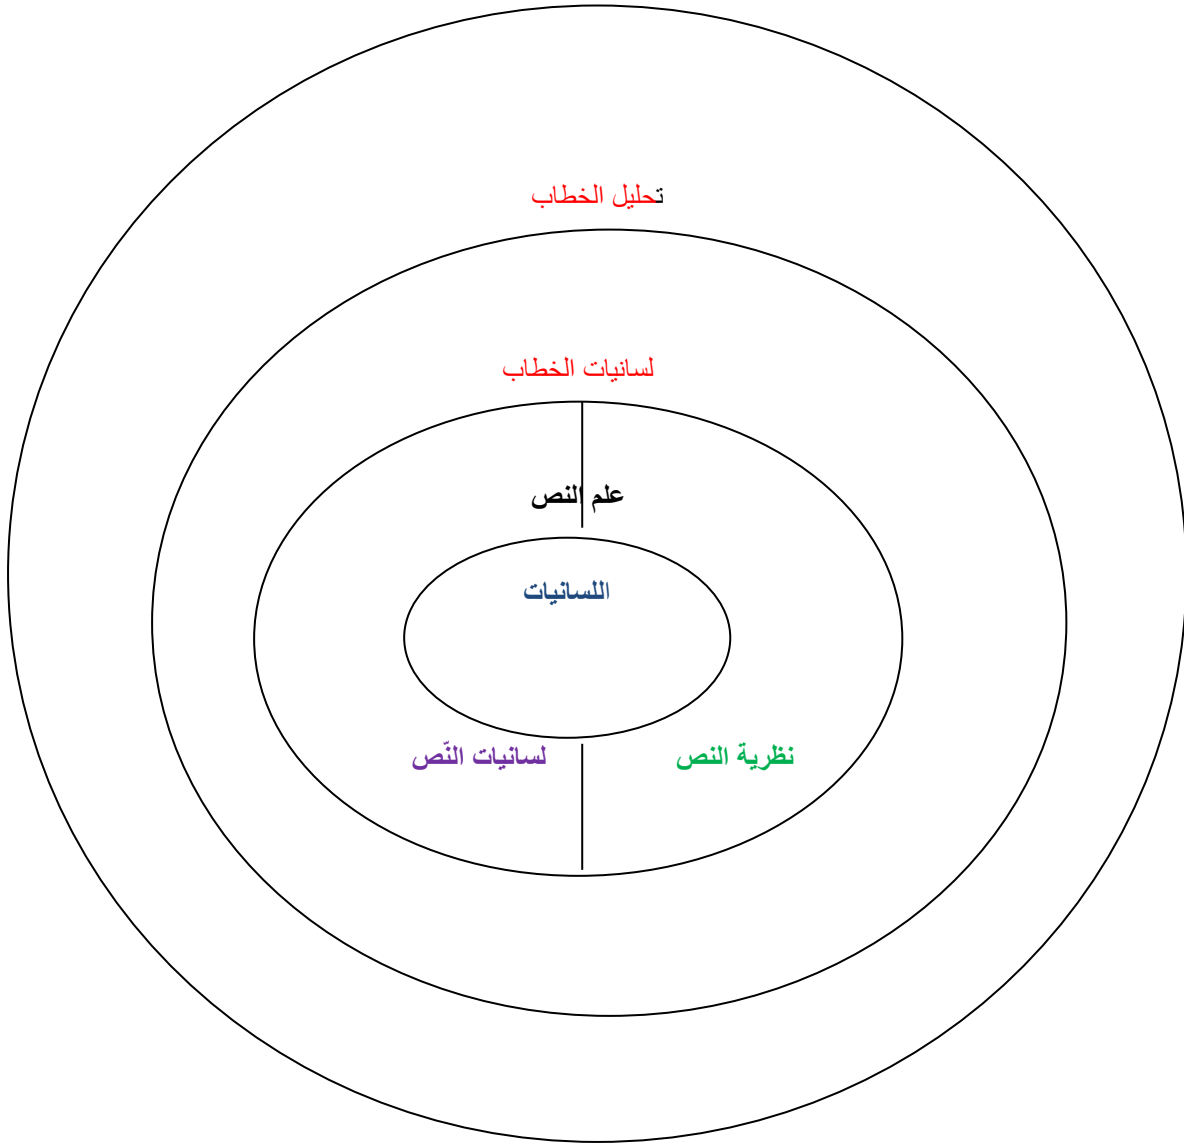 تحليل الخطاب
لسانيات الخطاب
علم النص
اللسانيات
نظرية النص
لسانيات النّص